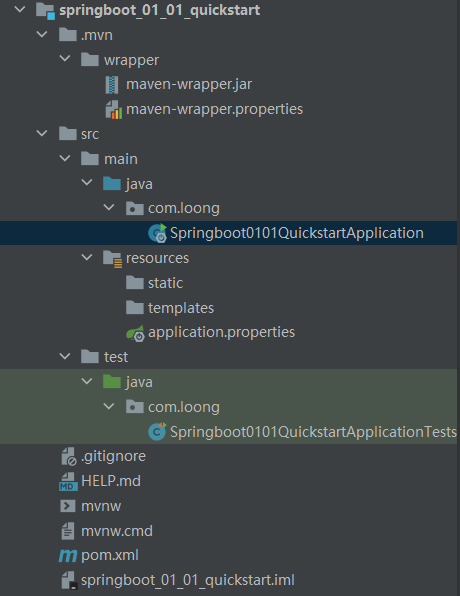 springboot_01_01_quickstart
.mvn
wrapper
maven-wrapper.jar
maven-wrapper.properties
src
main
java
com.loong
Springboot0101QuickstartApplication
resources
static
templates
application.properties
test
java
com.loong
Springboot0101QuickstartApplicationTests
.gitignore
MD HELP.md
mvnw
mvnw.cmd
m pom.xml
springboot_01_01_quickstart.iml